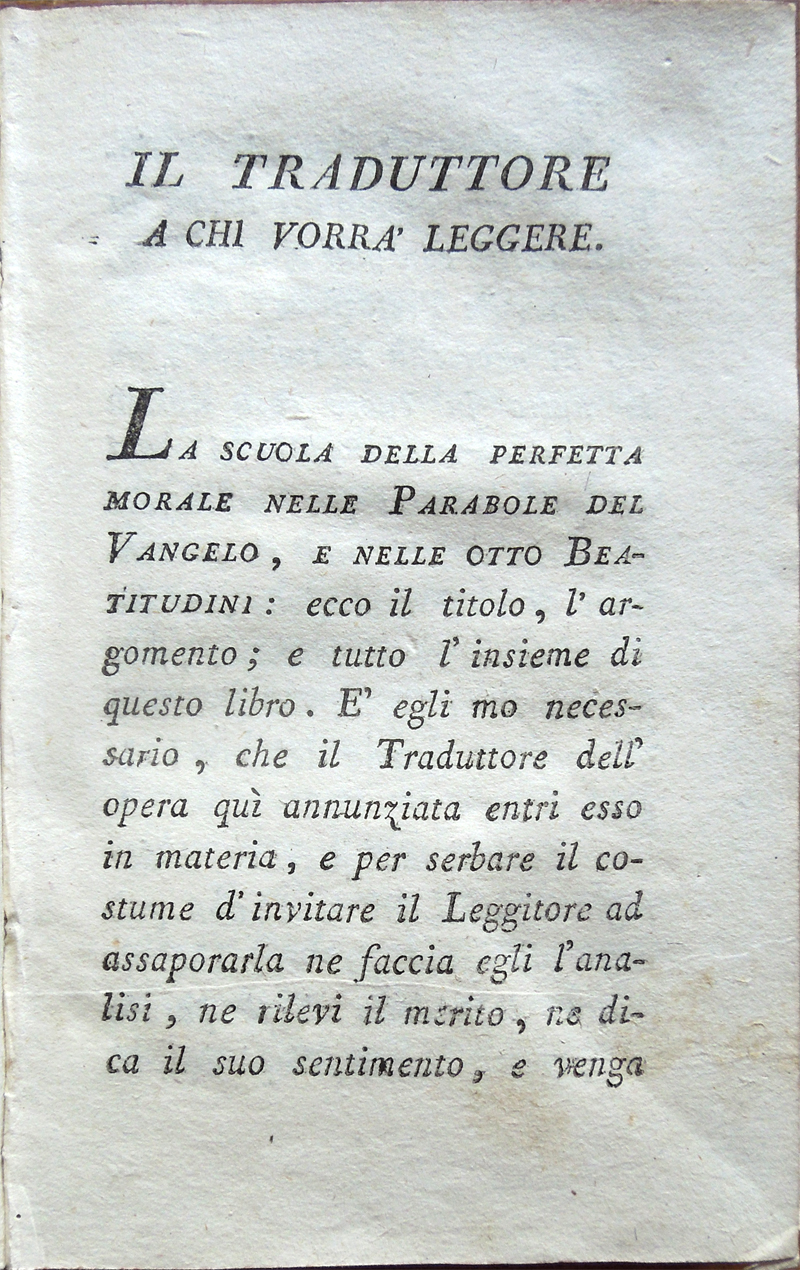 IL TRADUTTORE
A CHI VORRA' LEGGERE.
LA SCUOLA DELLA PERFETTA
MORALE NELLE PARABOLE DEL
VANGELO, E NELLE OTTO BEA-
TITUDINI: ecco il titolo, l'ar-
gomento; e tutto l'insieme di
questo libro. E' egli mo neces-
sario, che il Traduttore dell'
opera quì annunziata entri esso
in materia, e per serbare il co-
stume d'invitare il Leggitore ad
assaporarla ne faccia egli l'ana-
lisi, ne rilevi il merito, ne di-
ca il suo sentimento, e venga